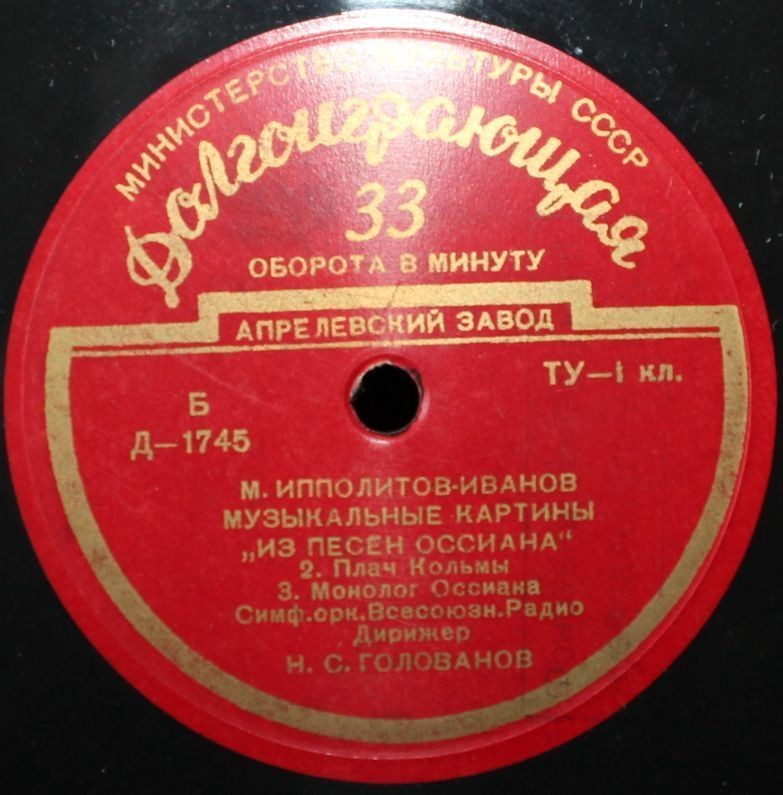 МИНИСТЕРСТВО КУЛЬТУРЫ СССР
Долгоиграющая
33
ОБОРОТА В МИНУТУ
АПРЕЛЕВСКИЙ ЗАВОД
ТУ—I кл.
Б
Д—1745
М. ИППОЛИТОВ-ИВАНОВ
МУЗЫКАЛЬНЫЕ КАРТИНЫ
„ИЗ ПЕСЕН ОССИАНА“
2. Плач Кольмы
3. Монолог Оссиана
Симф.орк.Всесоюзн.Радио
Дирижер
Н. С. ГОЛОВАНОВ